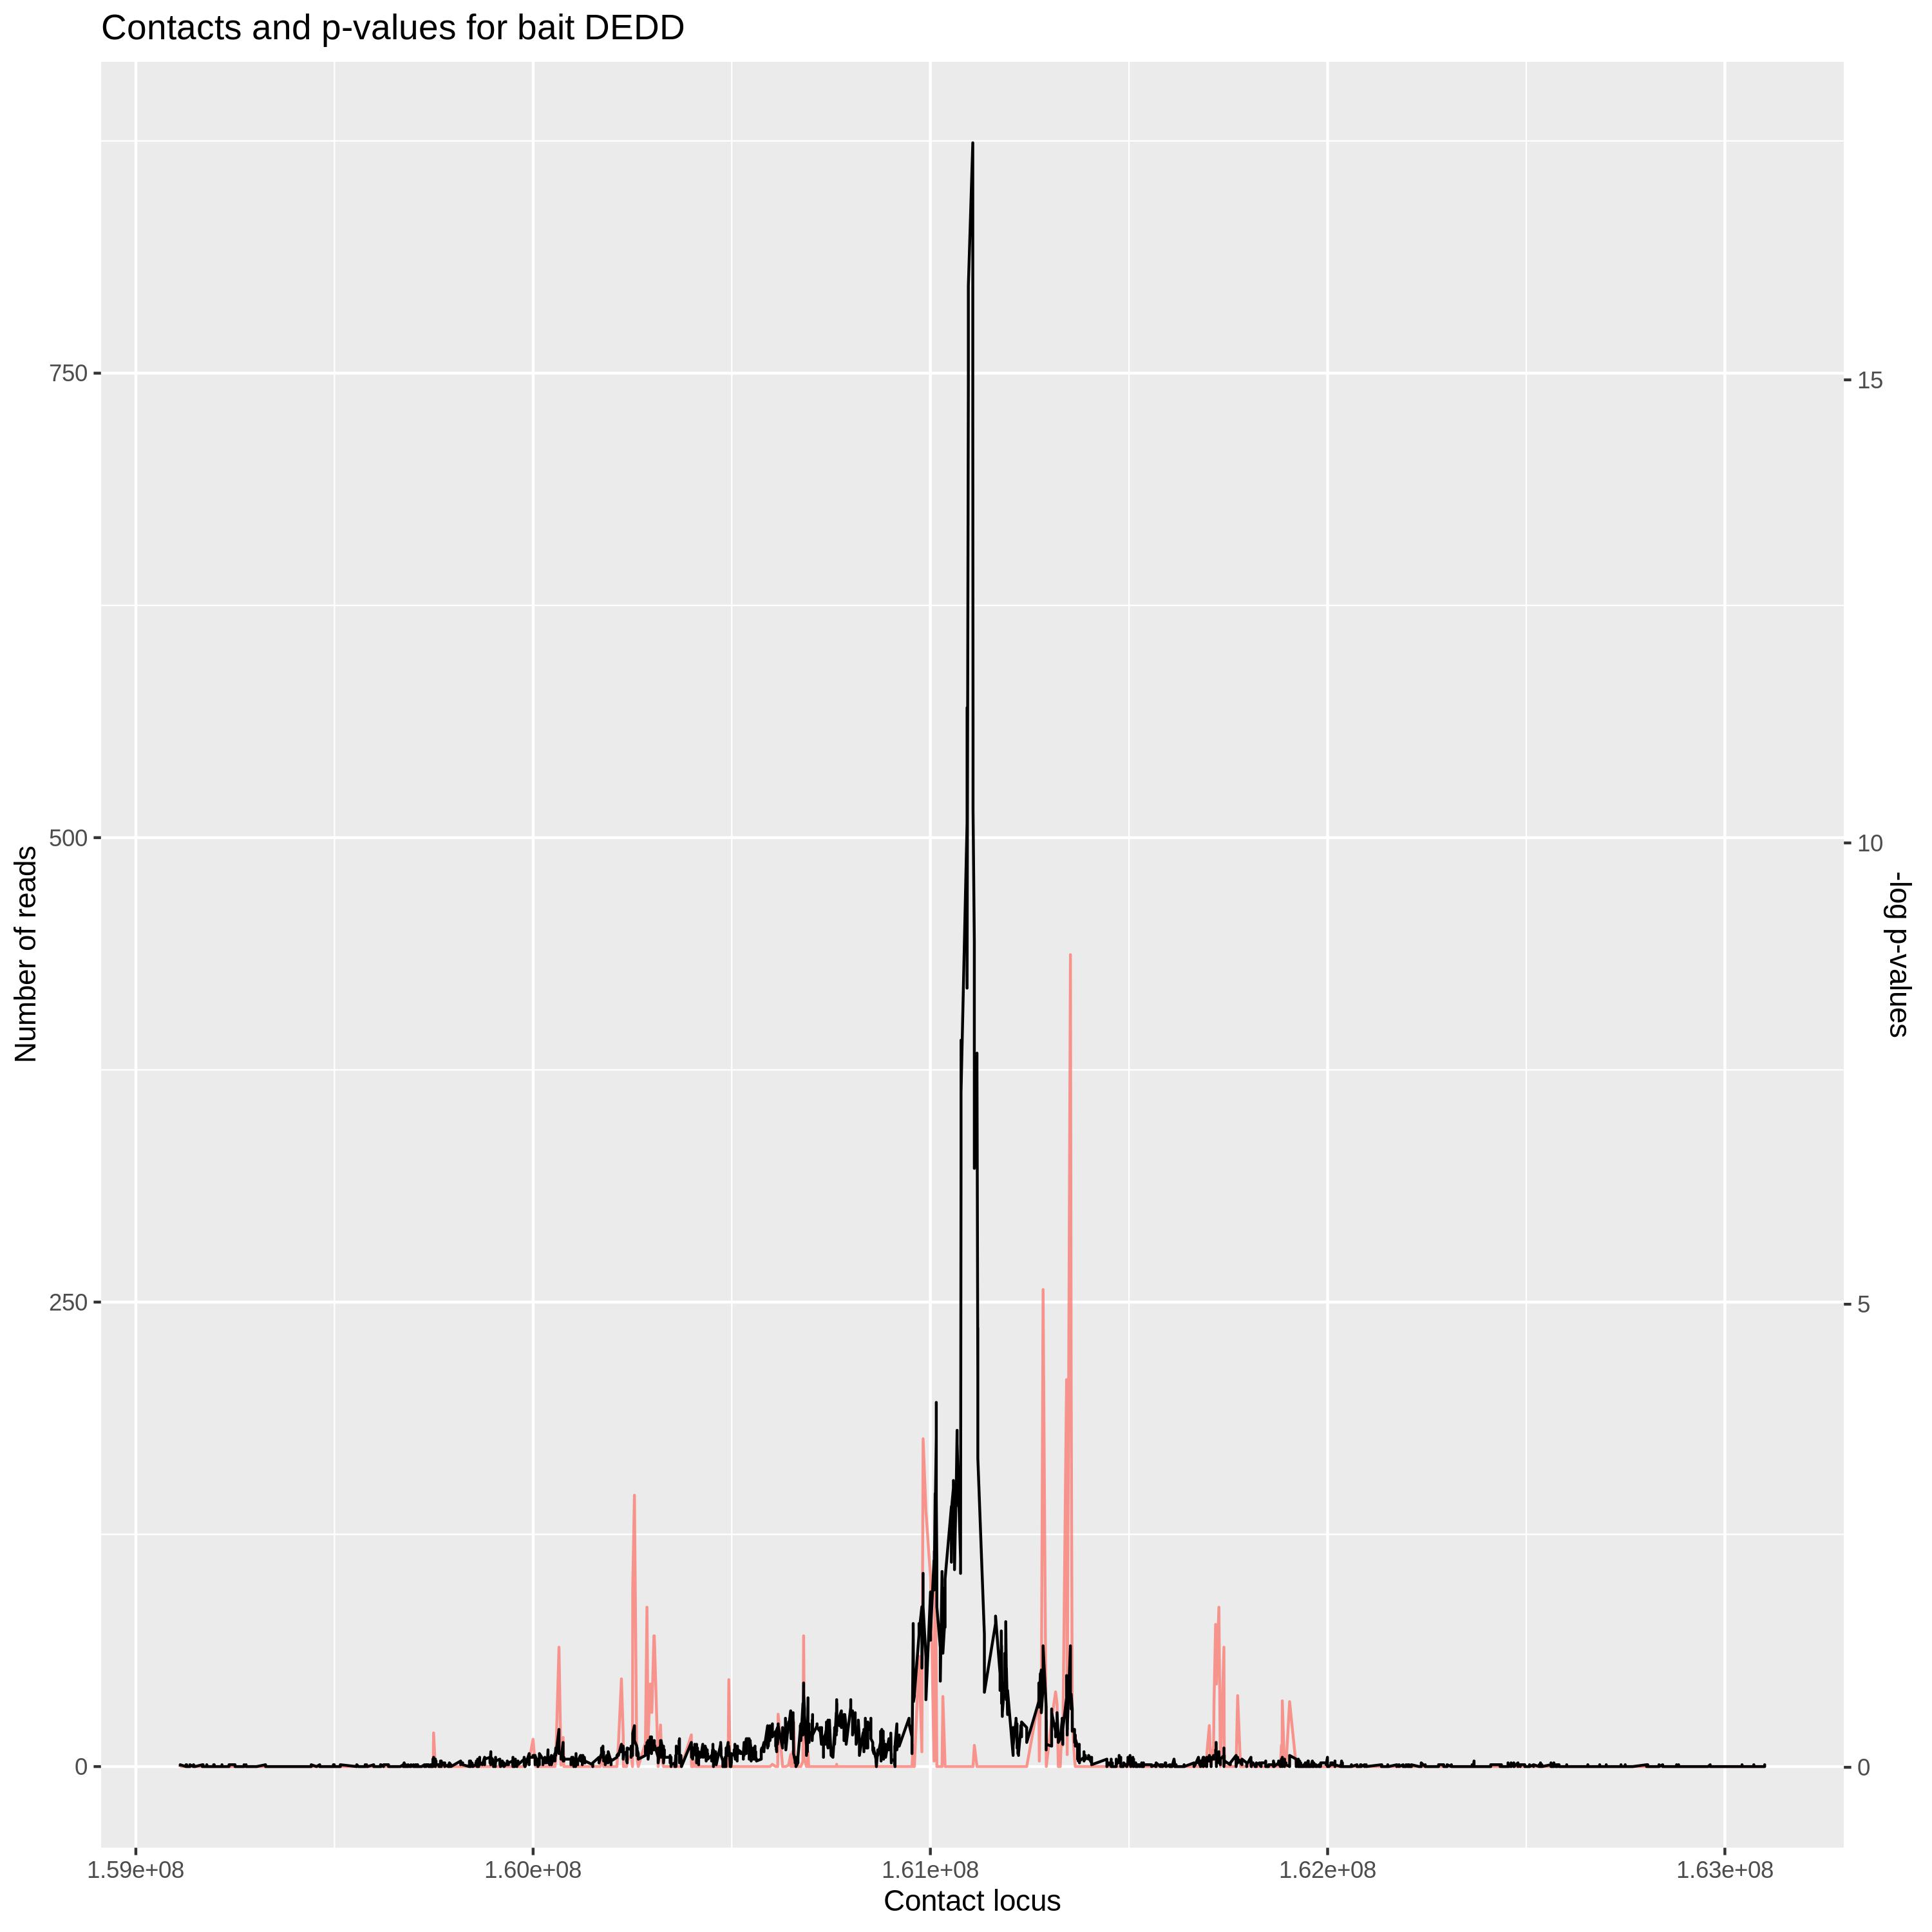 Contacts and p-values for bait DEDD
750
500
250
0
15
10
5
0
Number of reads
-log p-values
1.59e+08
1.60e+08
1.61e+08
1.62e+08
1.63e+08
Contact locus